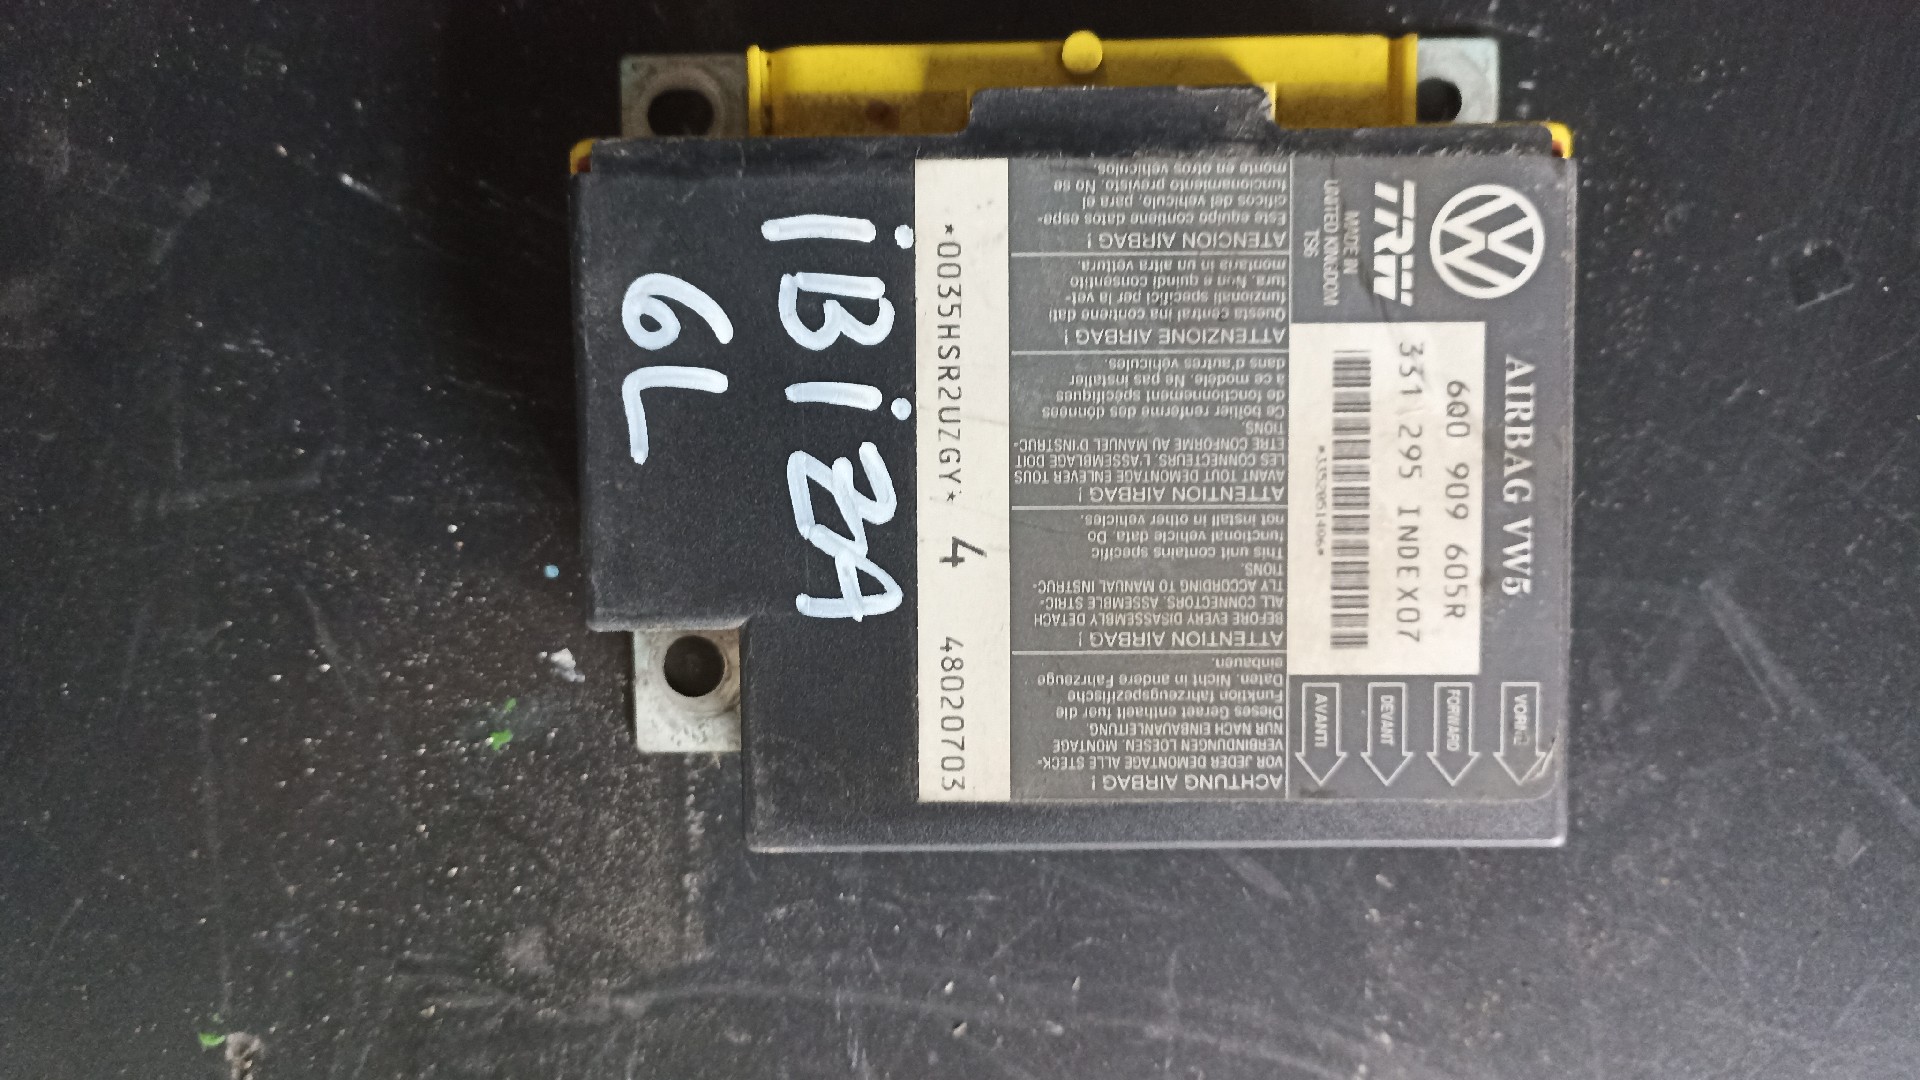 iBiZA
6L
*0035HSR2UZGY* 4 48020703
AIRBAG VW5
6Q0 909 605R
331 295 INDEX07
*1352051406*
VW
TRW
MADE IN
UNITED KINGDOM
TS6
VORN
FORWARD
DEVANT
AVANTI
ACHTUNG AIRBAG !
VOR JEDER DEMONTAGE ALLE STECK-
VERBINDUNGEN LOESEN. MONTAGE
NUR NACH EINBAUANLEITUNG
Dieses Geraet enthaelt fuer die
Funktion fahrzeugspezifische
Daten. Nicht in andere Fahrzeuge
einbauen.
ATTENTION AIRBAG !
BEFORE EVERY DISASSEMBLY DETACH
ALL CONNECTORS. ASSEMBLE STRIC-
TLY ACCORDING TO MANUAL INSTRUC-
TIONS.
This unit contains specific
functional vehicle data. Do
not install in other vehicles.
ATTENTION AIRBAG !
AVANT TOUT DEMONTAGE ENLEVER TOUS
LES CONNECTEURS. L'ASSEMBLAGE DOIT
ETRE CONFORME AU MANUEL D'INSTRUC-
TIONS.
Ce boîtier renferme des données
de fonctionnement spécifiques
a ce modèle. Ne pas installer
dans d'autres véhicules.
ATTENZIONE AIRBAG !
Questa central ina contiene dati
funzionali specifici per la vet-
tura. Non e quindi consentito
montaria in un altra vettura.
ATENCION AIRBAG !
Este equipo contiene datos espe-
cificos del vehiculo, para el
funcionamiento previsto. No se
monte en otros vehiculos.